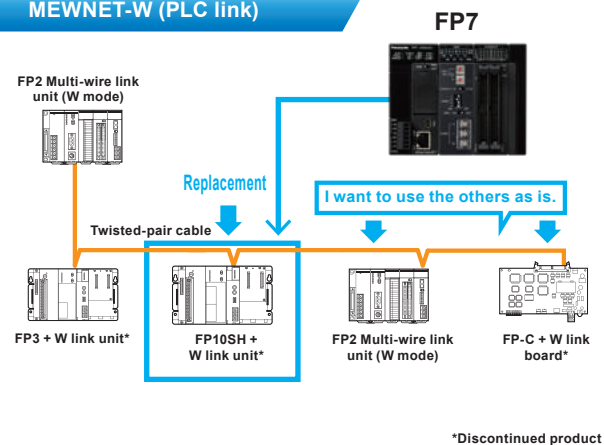 MEWNET-W (PLC link)
FP7
FP2 Multi-wire link
unit (W mode)
Replacement
I want to use the others as is.
Twisted-pair cable
FP3 + W link unit*
FP10SH +
W link unit*
FP2 Multi-wire link
unit (W mode)
FP-C + W link
board*
*Discontinued product